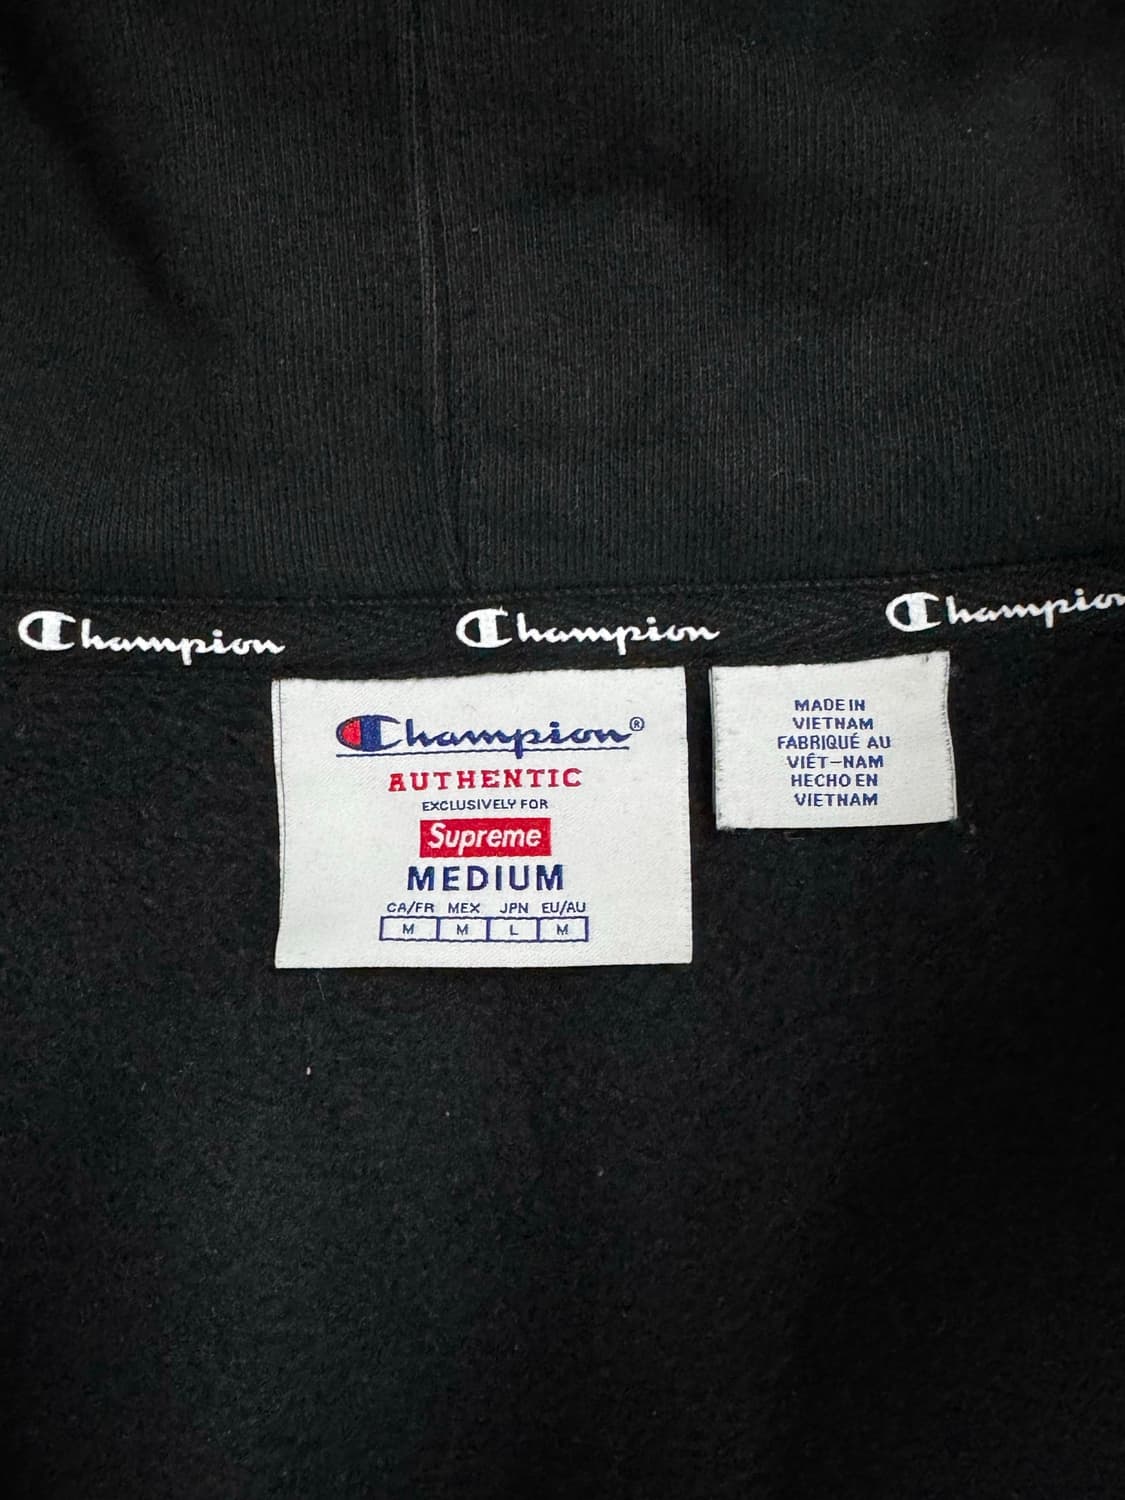 Champion Champion Champion
Champion®
AUTHENTIC
EXCLUSIVELY FOR
Supreme
MEDIUM
CA/FR MEX JPN EU/AU
M M L M
MADE IN
VIETNAM
FABRIQUÉ AU
VIÊT-NAM
HECHO EN
VIETNAM